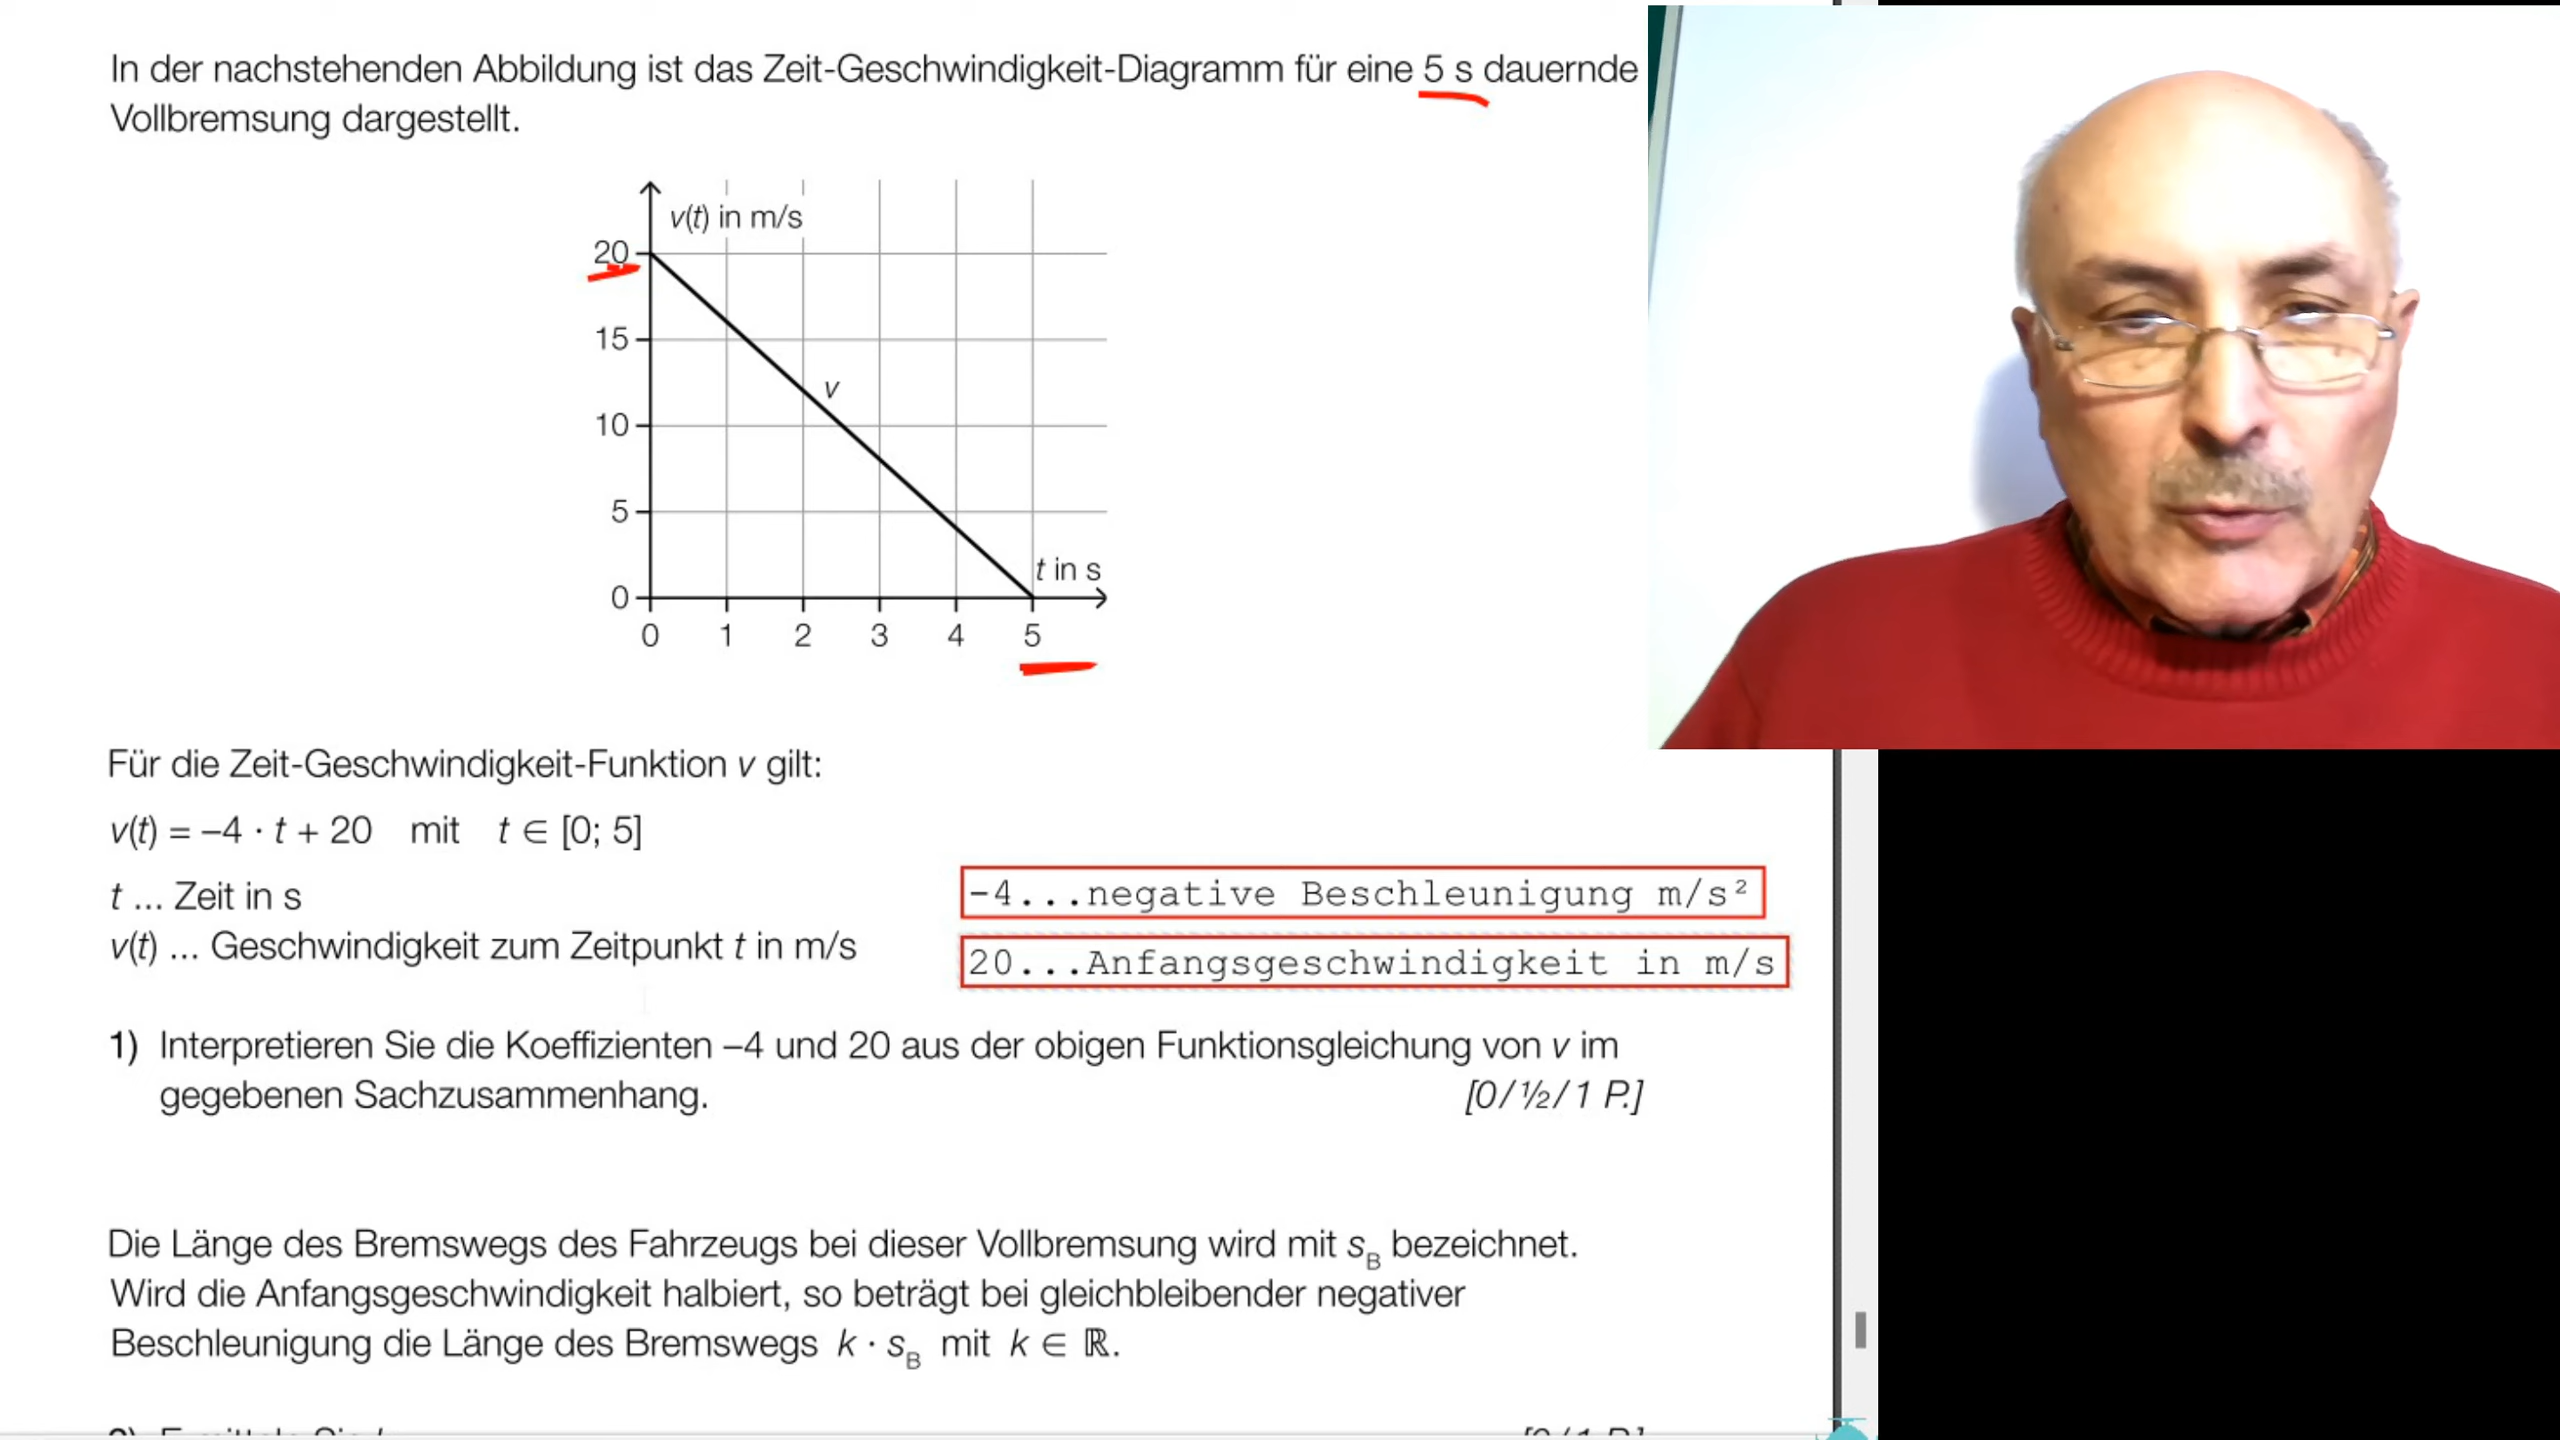 In der nachstehenden Abbildung ist das Zeit-Geschwindigkeit-Diagramm für eine 5 s dauernde
Vollbremsung dargestellt.
v(t) in m/s
20
15
v
10
5
t in s
0
0 1 2 3 4 5
Für die Zeit-Geschwindigkeit-Funktion v gilt:
v(t) = –4 · t + 20 mit t ∈ [0; 5]
t ... Zeit in s
-4...negative Beschleunigung m/s²
v(t) ... Geschwindigkeit zum Zeitpunkt t in m/s
20...Anfangsgeschwindigkeit in m/s
1) Interpretieren Sie die Koeffizienten –4 und 20 aus der obigen Funktionsgleichung von v im
gegebenen Sachzusammenhang. [0/½/1 P.]
Die Länge des Bremswegs des Fahrzeugs bei dieser Vollbremsung wird mit s_B bezeichnet.
Wird die Anfangsgeschwindigkeit halbiert, so beträgt bei gleichbleibender negativer
Beschleunigung die Länge des Bremswegs k · s_B mit k ∈ ℝ.